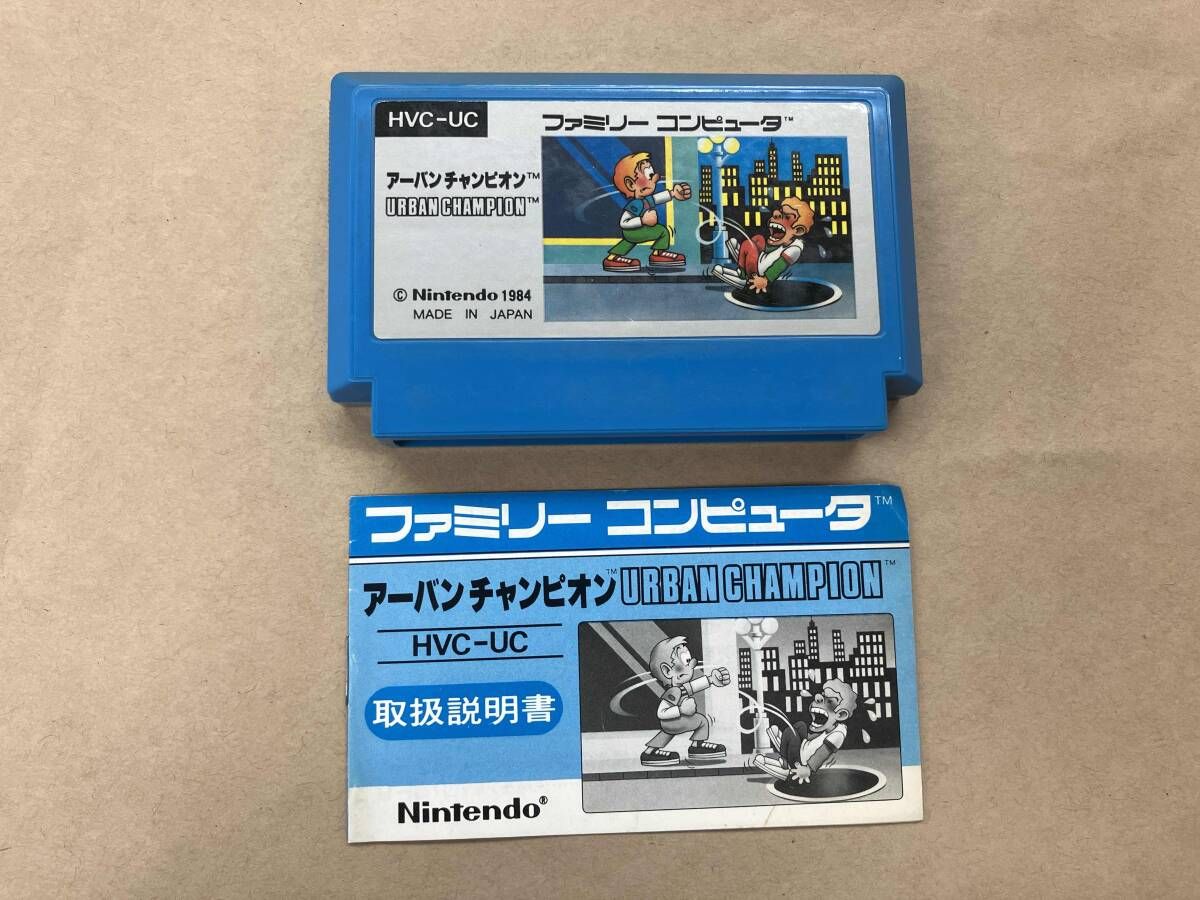 HVC-UC
ファミリー コンピュータ™
アーバンチャンピオン™
URBAN CHAMPION™
© Nintendo 1984
MADE IN JAPAN
ファミリー コンピュータ™
アーバンチャンピオン™ URBAN CHAMPION™
HVC-UC
取扱説明書
Nintendo®